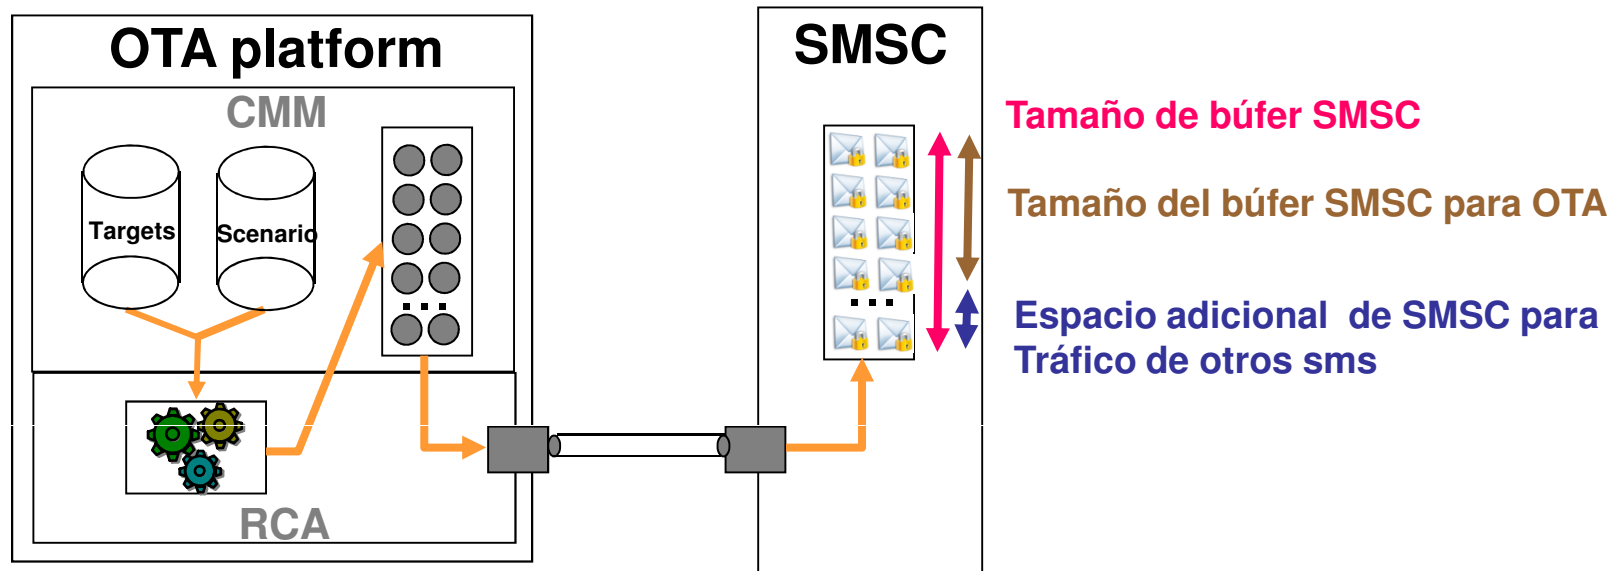 OTA platform
CMM
Targets
Scenario
RCA
SMSC
Tamaño de búfer SMSC
Tamaño del búfer SMSC para OTA
Espacio adicional  de SMSC para
Tráfico de otros sms